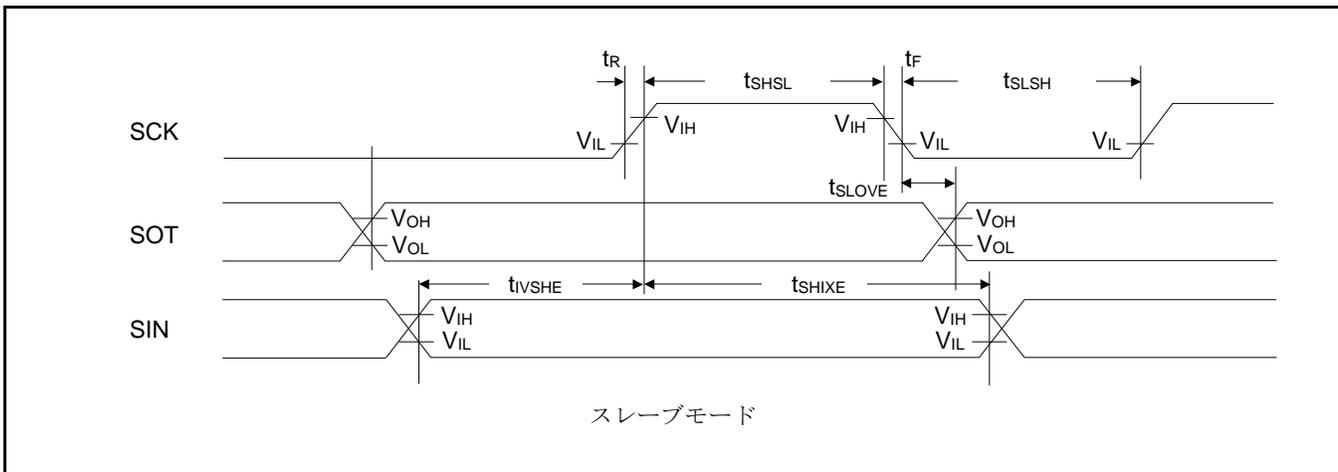 tR tSHSL tF tSLSH
SCK VIL VIH VIH VIL VIL
tSLOVE
SOT VOH VOL VOH VOL
tIVSHE tSHIXE
SIN VIH VIL VIH VIL
スレーブモード